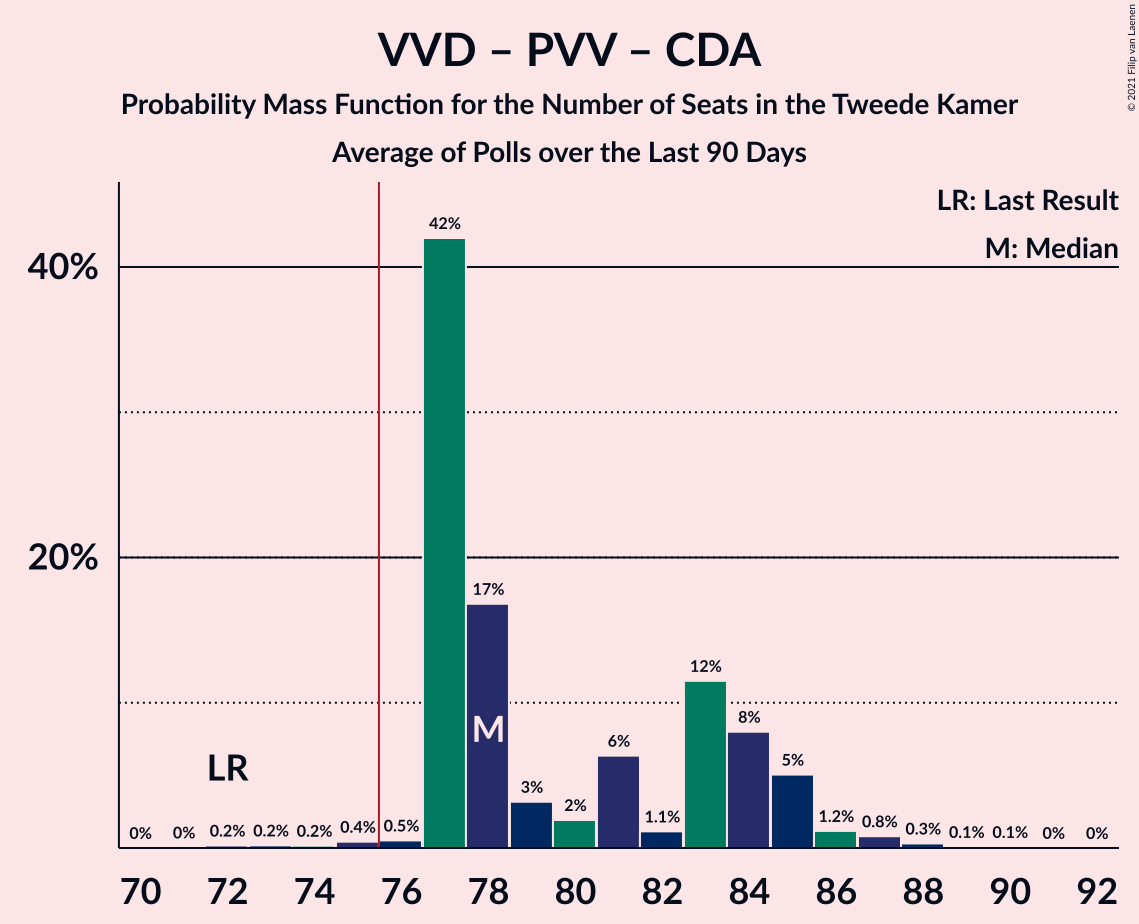 VVD – PVV – CDA
Probability Mass Function for the Number of Seats in the Tweede Kamer
Average of Polls over the Last 90 Days
© 2021 Filip van Laenen
LR: Last Result
M: Median
40%
20%
42%
17%
12%
8%
6%
5%
3%
2%
1.1%
1.2%
0.8%
0% 0% 0.2% 0.2% 0.2% 0.4% 0.5%
0.3% 0.1% 0.1% 0% 0%
M
LR
70 72 74 76 78 80 82 84 86 88 90 92